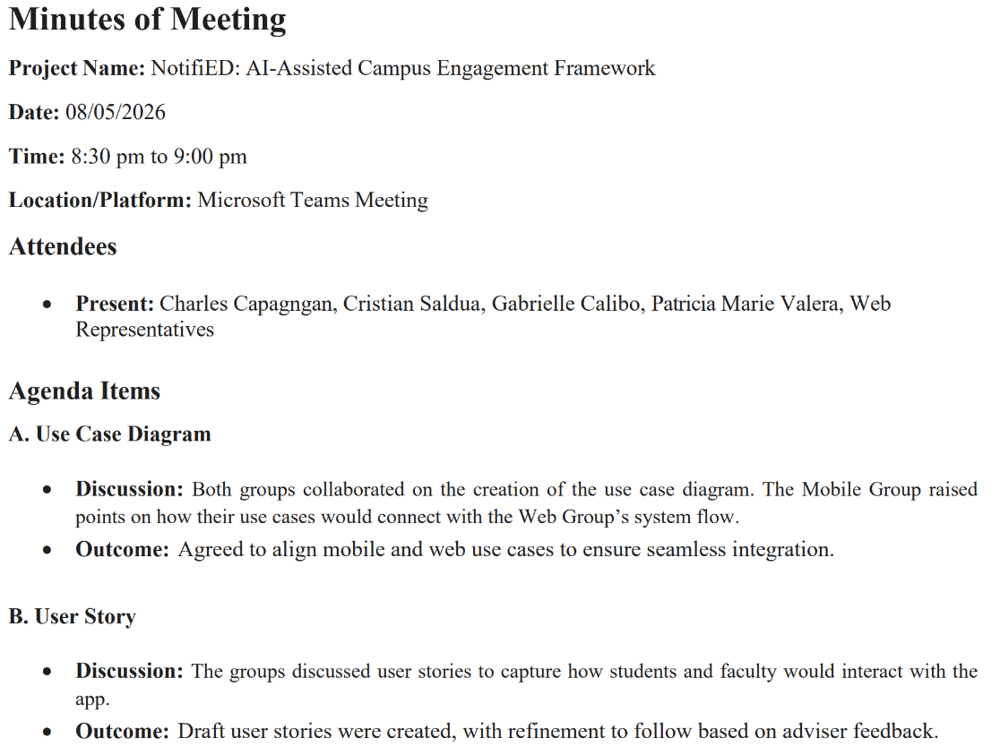 Minutes of Meeting
Project Name: NotifiED: AI-Assisted Campus Engagement Framework
Date: 08/05/2026
Time: 8:30 pm to 9:00 pm
Location/Platform: Microsoft Teams Meeting
Attendees
• Present: Charles Capagngan, Cristian Saldua, Gabrielle Calibo, Patricia Marie Valera, Web
Representatives
Agenda Items
A. Use Case Diagram
• Discussion: Both groups collaborated on the creation of the use case diagram. The Mobile Group raised
points on how their use cases would connect with the Web Group’s system flow.
• Outcome: Agreed to align mobile and web use cases to ensure seamless integration.
B. User Story
• Discussion: The groups discussed user stories to capture how students and faculty would interact with the
app.
• Outcome: Draft user stories were created, with refinement to follow based on adviser feedback.